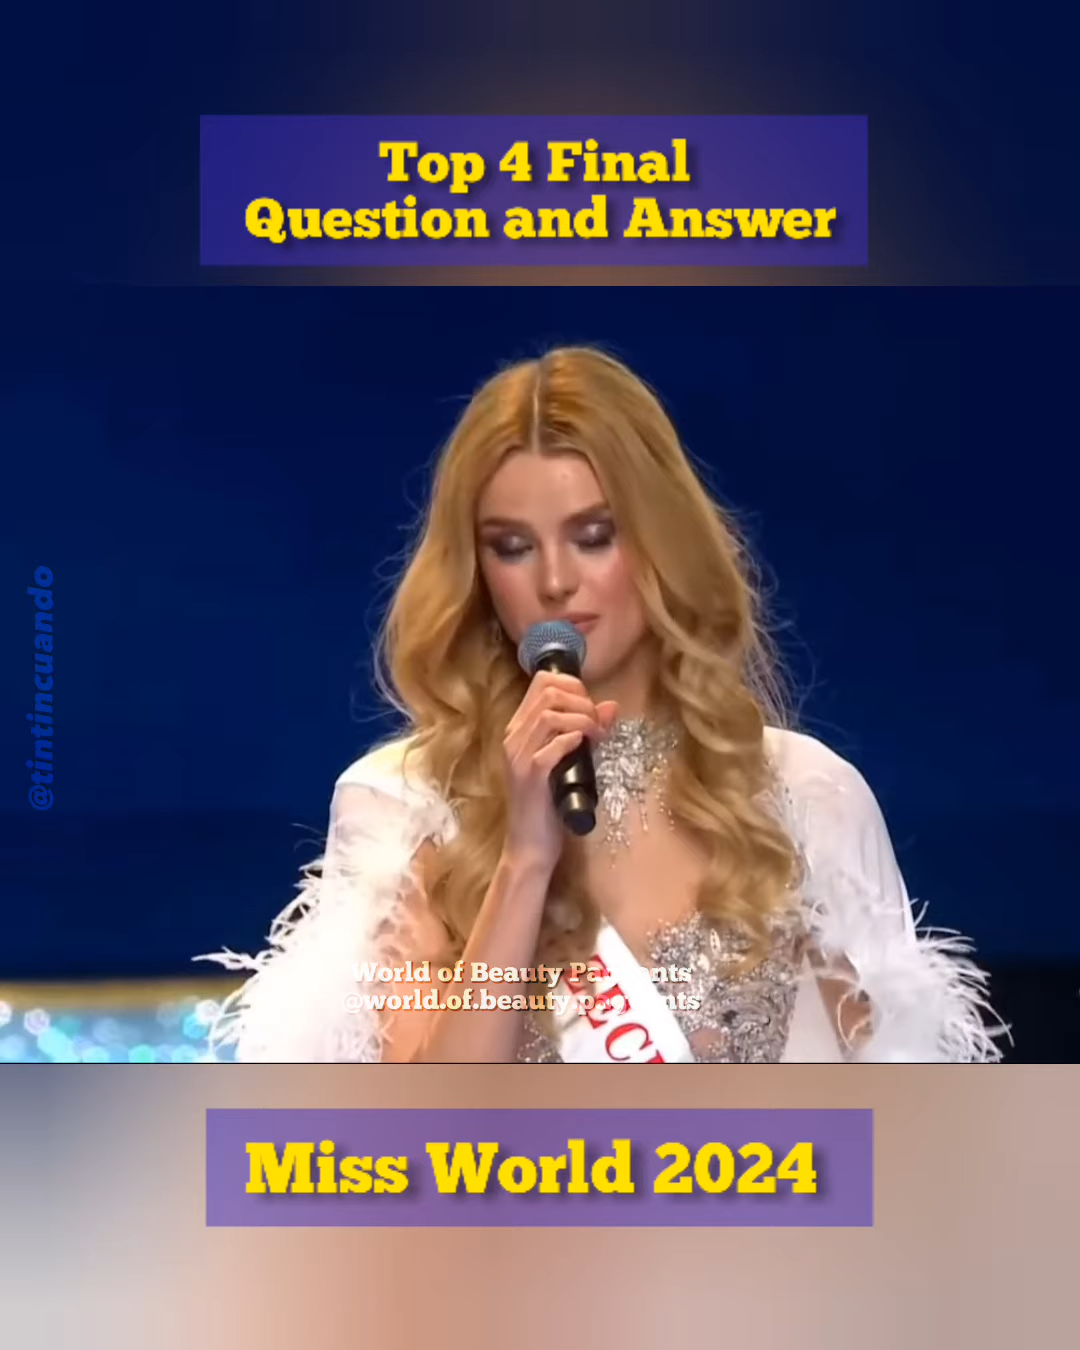 Top 4 Final
Question and Answer
@tintincuando
World of Beauty
@world.of.beauty
Miss World 2024